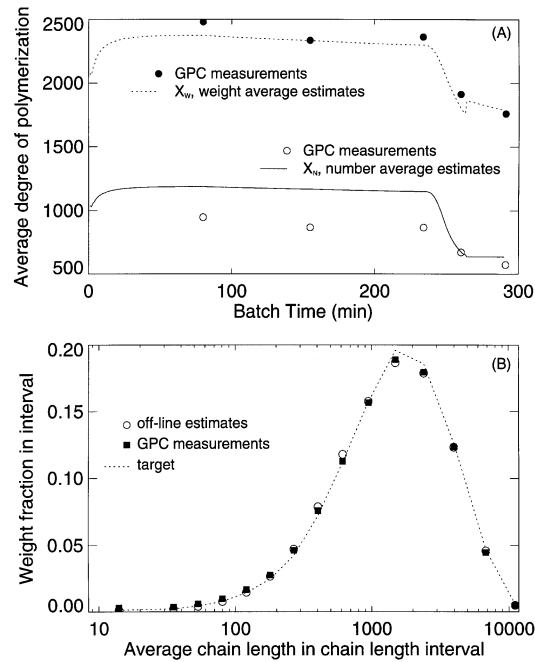 2500
(A)
GPC measurements
X_W, weight average estimates
2000
1500
GPC measurements
X_N, number average estimates
1000
500
0
100
200
300
Average degree of polymerization
Batch Time (min)
0.20
(B)
0.15
off-line estimates
GPC measurements
target
0.10
0.05
0.00
10
100
1000
10000
Weight fraction in interval
Average chain length in chain length interval